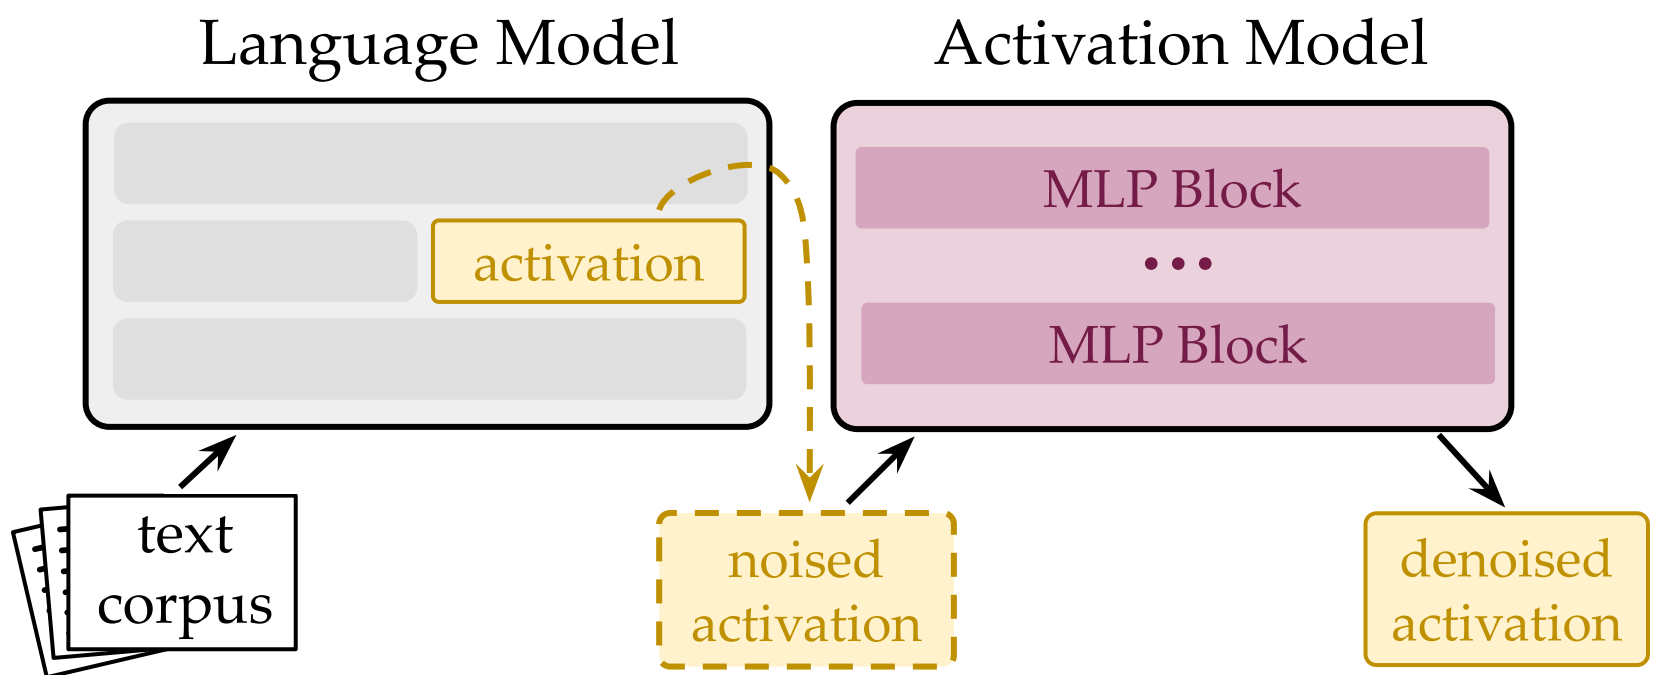 Language Model
Activation Model
activation
MLP Block
...
MLP Block
text
corpus
noised
activation
denoised
activation